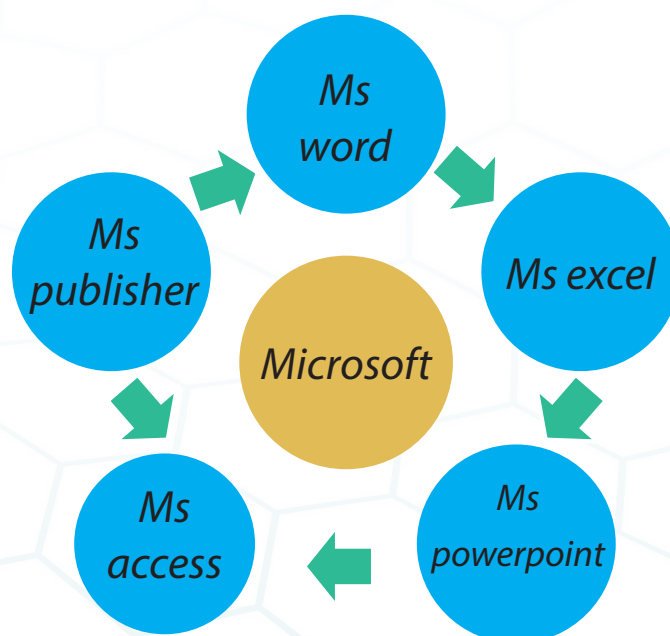 Ms
word
Ms
publisher
Ms excel
Microsoft
Ms
access
Ms
powerpoint